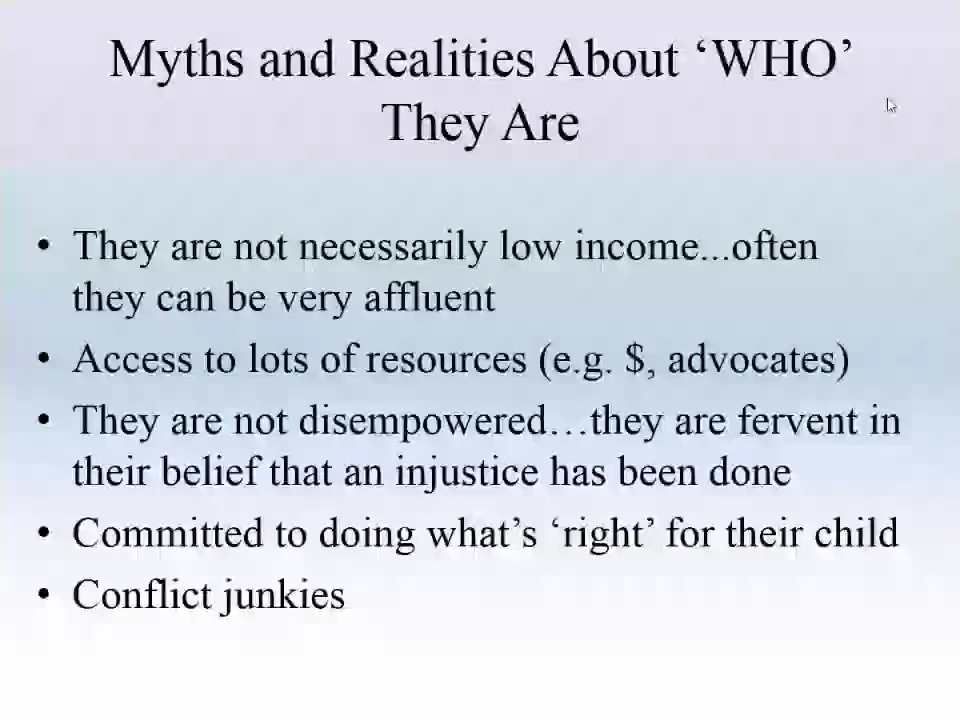 Myths and Realities About ‘WHO’
They Are
• They are not necessarily low income...often
they can be very affluent
• Access to lots of resources (e.g. $, advocates)
• They are not disempowered…they are fervent in
their belief that an injustice has been done
• Committed to doing what’s ‘right’ for their child
• Conflict junkies